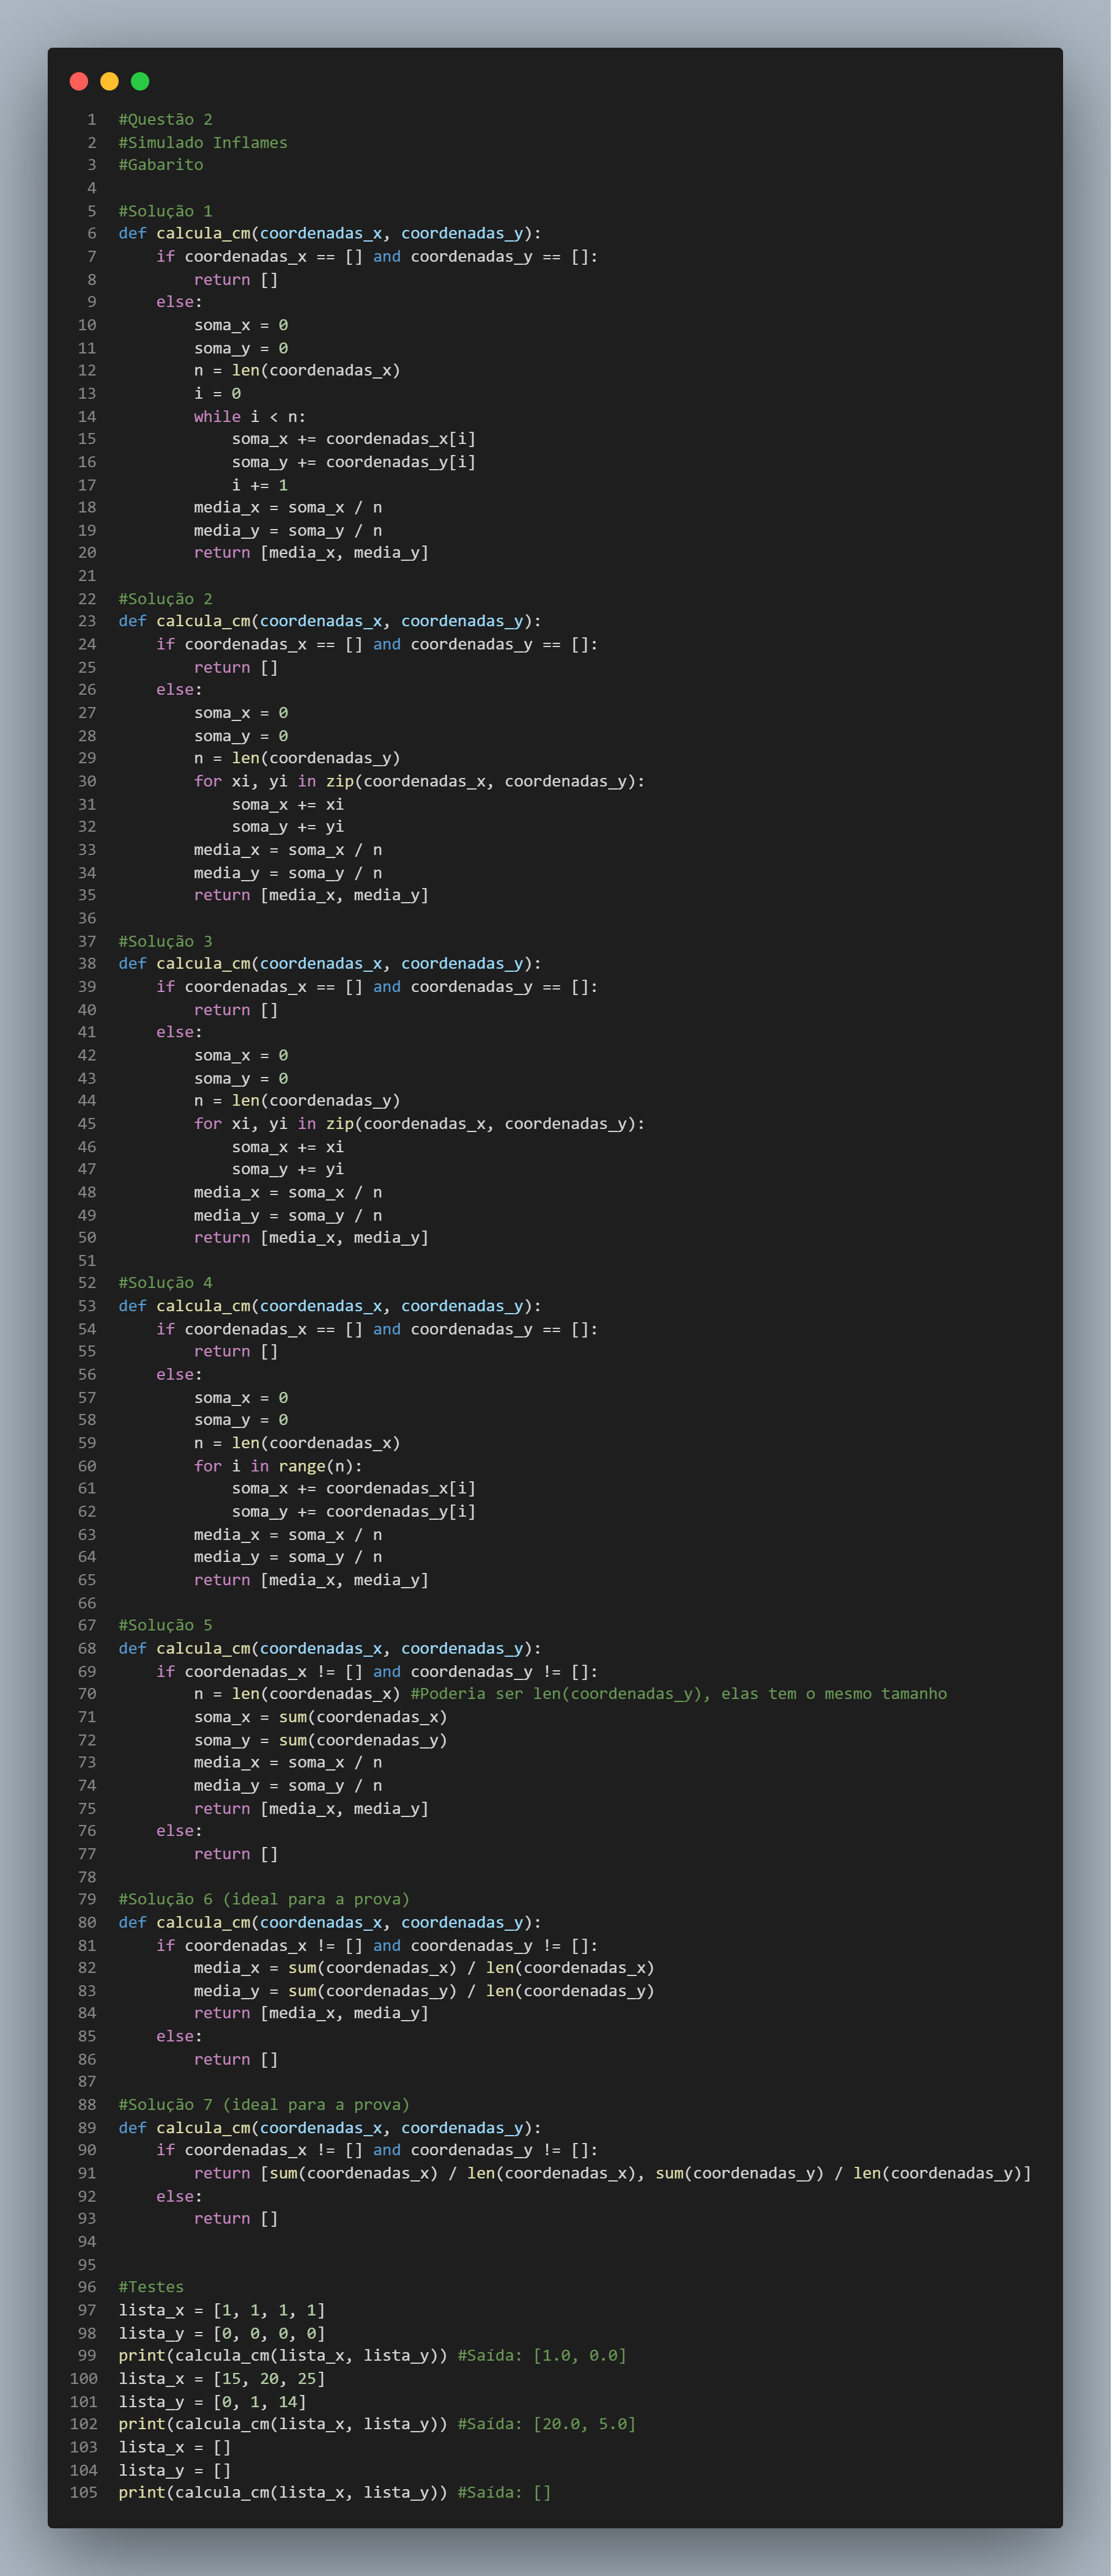 1 #Questão 2
2 #Simulado Inflames
3 #Gabarito
4
5 #Solução 1
6 def calcula_cm(coordenadas_x, coordenadas_y):
7     if coordenadas_x == [] and coordenadas_y == []:
8         return []
9     else:
10         soma_x = 0
11         soma_y = 0
12         n = len(coordenadas_x)
13         i = 0
14         while i < n:
15             soma_x += coordenadas_x[i]
16             soma_y += coordenadas_y[i]
17             i += 1
18         media_x = soma_x / n
19         media_y = soma_y / n
20         return [media_x, media_y]
21
22 #Solução 2
23 def calcula_cm(coordenadas_x, coordenadas_y):
24     if coordenadas_x == [] and coordenadas_y == []:
25         return []
26     else:
27         soma_x = 0
28         soma_y = 0
29         n = len(coordenadas_y)
30         for xi, yi in zip(coordenadas_x, coordenadas_y):
31             soma_x += xi
32             soma_y += yi
33         media_x = soma_x / n
34         media_y = soma_y / n
35         return [media_x, media_y]
36
37 #Solução 3
38 def calcula_cm(coordenadas_x, coordenadas_y):
39     if coordenadas_x == [] and coordenadas_y == []:
40         return []
41     else:
42         soma_x = 0
43         soma_y = 0
44         n = len(coordenadas_y)
45         for xi, yi in zip(coordenadas_x, coordenadas_y):
46             soma_x += xi
47             soma_y += yi
48         media_x = soma_x / n
49         media_y = soma_y / n
50         return [media_x, media_y]
51
52 #Solução 4
53 def calcula_cm(coordenadas_x, coordenadas_y):
54     if coordenadas_x == [] and coordenadas_y == []:
55         return []
56     else:
57         soma_x = 0
58         soma_y = 0
59         n = len(coordenadas_x)
60         for i in range(n):
61             soma_x += coordenadas_x[i]
62             soma_y += coordenadas_y[i]
63         media_x = soma_x / n
64         media_y = soma_y / n
65         return [media_x, media_y]
66
67 #Solução 5
68 def calcula_cm(coordenadas_x, coordenadas_y):
69     if coordenadas_x != [] and coordenadas_y != []:
70         n = len(coordenadas_x) #Poderia ser len(coordenadas_y), elas tem o mesmo tamanho
71         soma_x = sum(coordenadas_x)
72         soma_y = sum(coordenadas_y)
73         media_x = soma_x / n
74         media_y = soma_y / n
75         return [media_x, media_y]
76     else:
77         return []
78
79 #Solução 6 (ideal para a prova)
80 def calcula_cm(coordenadas_x, coordenadas_y):
81     if coordenadas_x != [] and coordenadas_y != []:
82         media_x = sum(coordenadas_x) / len(coordenadas_x)
83         media_y = sum(coordenadas_y) / len(coordenadas_y)
84         return [media_x, media_y]
85     else:
86         return []
87
88 #Solução 7 (ideal para a prova)
89 def calcula_cm(coordenadas_x, coordenadas_y):
90     if coordenadas_x != [] and coordenadas_y != []:
91         return [sum(coordenadas_x) / len(coordenadas_x), sum(coordenadas_y) / len(coordenadas_y)]
92     else:
93         return []
94
95
96 #Testes
97 lista_x = [1, 1, 1, 1]
98 lista_y = [0, 0, 0, 0]
99 print(calcula_cm(lista_x, lista_y)) #Saída: [1.0, 0.0]
100 lista_x = [15, 20, 25]
101 lista_y = [0, 1, 14]
102 print(calcula_cm(lista_x, lista_y)) #Saída: [20.0, 5.0]
103 lista_x = []
104 lista_y = []
105 print(calcula_cm(lista_x, lista_y)) #Saída: []